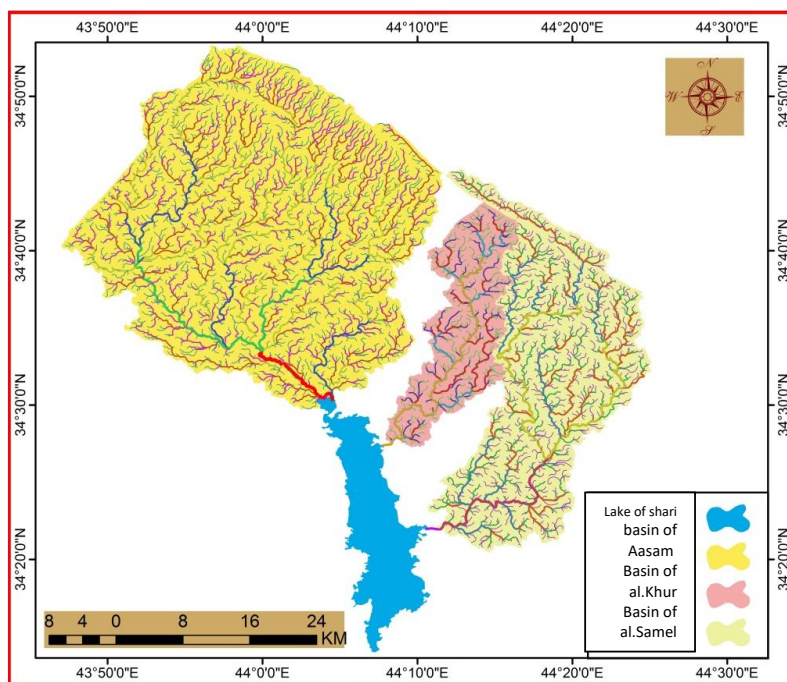 43°50'0"E 44°0'0"E 44°10'0"E 44°20'0"E 44°30'0"E
34°50'0"N 34°50'0"N
N
W E
S
34°40'0"N 34°40'0"N
34°30'0"N 34°30'0"N
34°20'0"N 34°20'0"N
Lake of shari
basin of
Aasam
Basin of
al.Khur
Basin of
al.Samel
8 4 0 8 16 24
KM
43°50'0"E 44°0'0"E 44°10'0"E 44°20'0"E 44°30'0"E